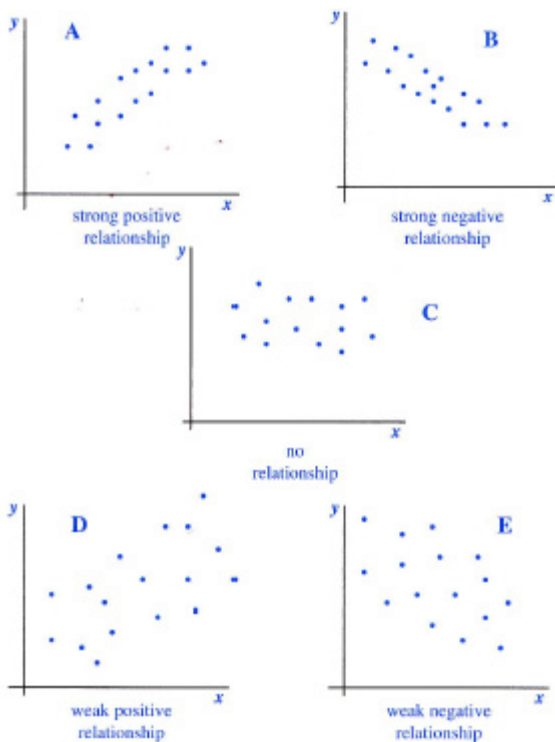 y
A
x
strong positive
relationship
y
B
x
strong negative
relationship
y
C
x
no
relationship
y
D
x
weak positive
relationship
y
E
x
weak negative
relationship